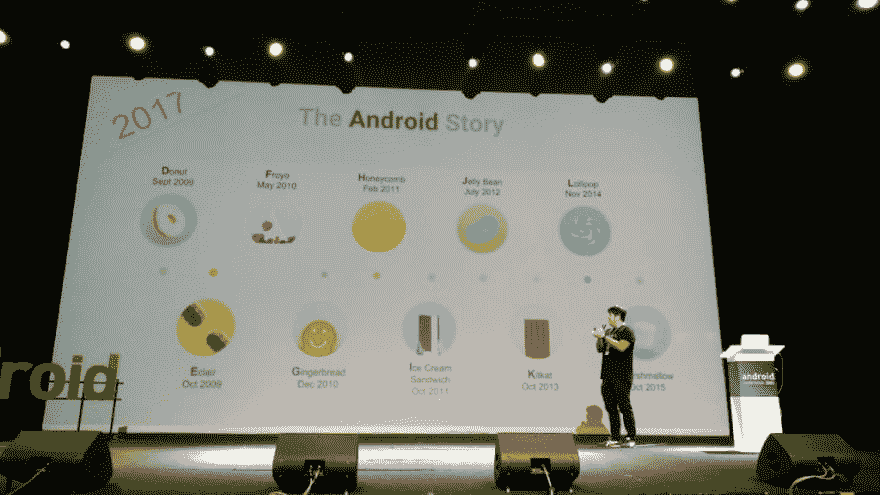 2017
The Android Story
Donut
Sept 2009
Froyo
May 2010
Honeycomb
Feb 2011
Jelly Bean
July 2012
Lollipop
Nov 2014
Eclair
Oct 2009
Gingerbread
Dec 2010
Ice Cream
Sandwich
Oct 2011
Kitkat
Oct 2013
rshmallow
Oct 2015
roid
android